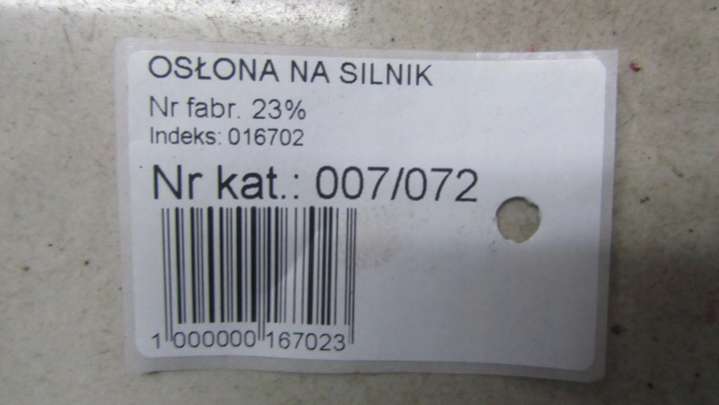 OSŁONA NA SILNIK
Nr fabr. 23%
Indeks: 016702
Nr kat.: 007/072
1 000000 167023